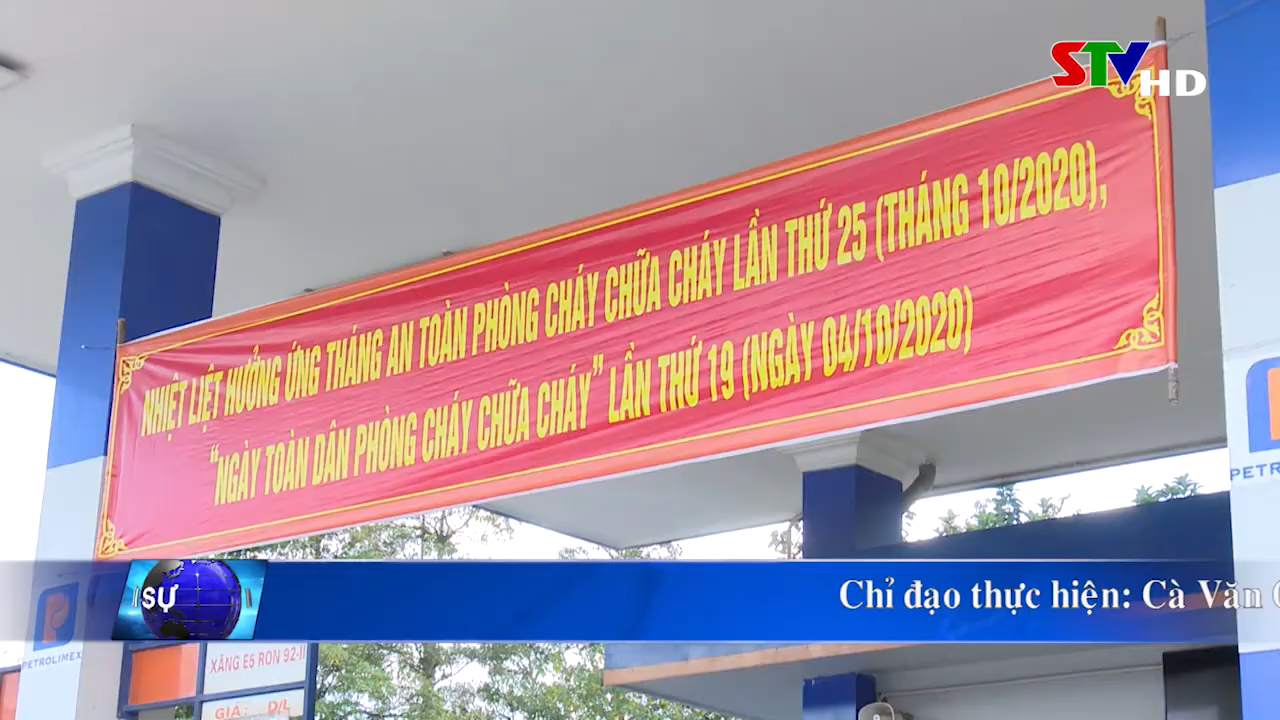 STV HD
NHIỆT LIỆT HƯỞNG ỨNG THÁNG AN TOÀN PHÒNG CHÁY CHỮA CHÁY LẦN THỨ 25 (THÁNG 10/2020),
"NGÀY TOÀN DÂN PHÒNG CHÁY CHỮA CHÁY" LẦN THỨ 19 (NGÀY 04/10/2020)
SỰ
Chỉ đạo thực hiện: Cà Văn
PETROLIMEX
XĂNG E5 RON 92-II
GIÁ: Đ/L